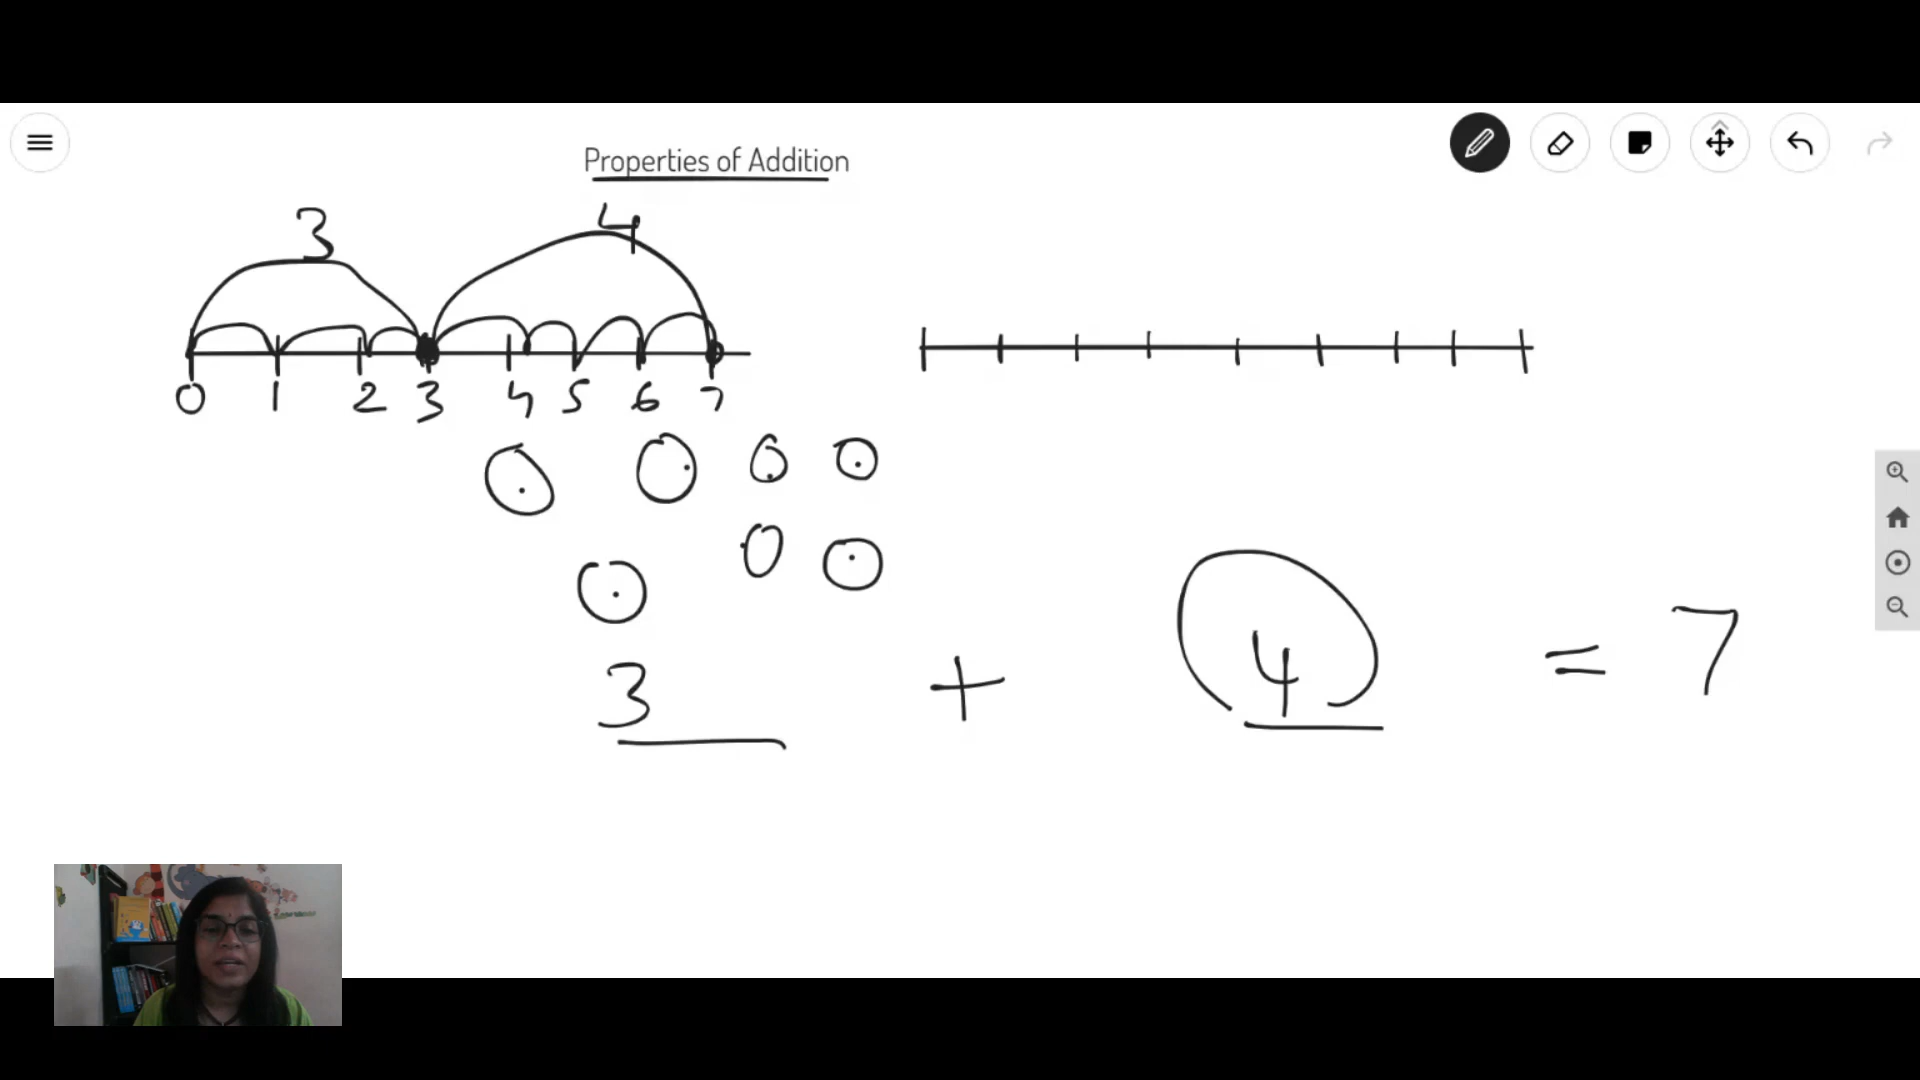 Properties of Addition
3 4
0 1 2 3 4 5 6 7
3 + 4 = 7